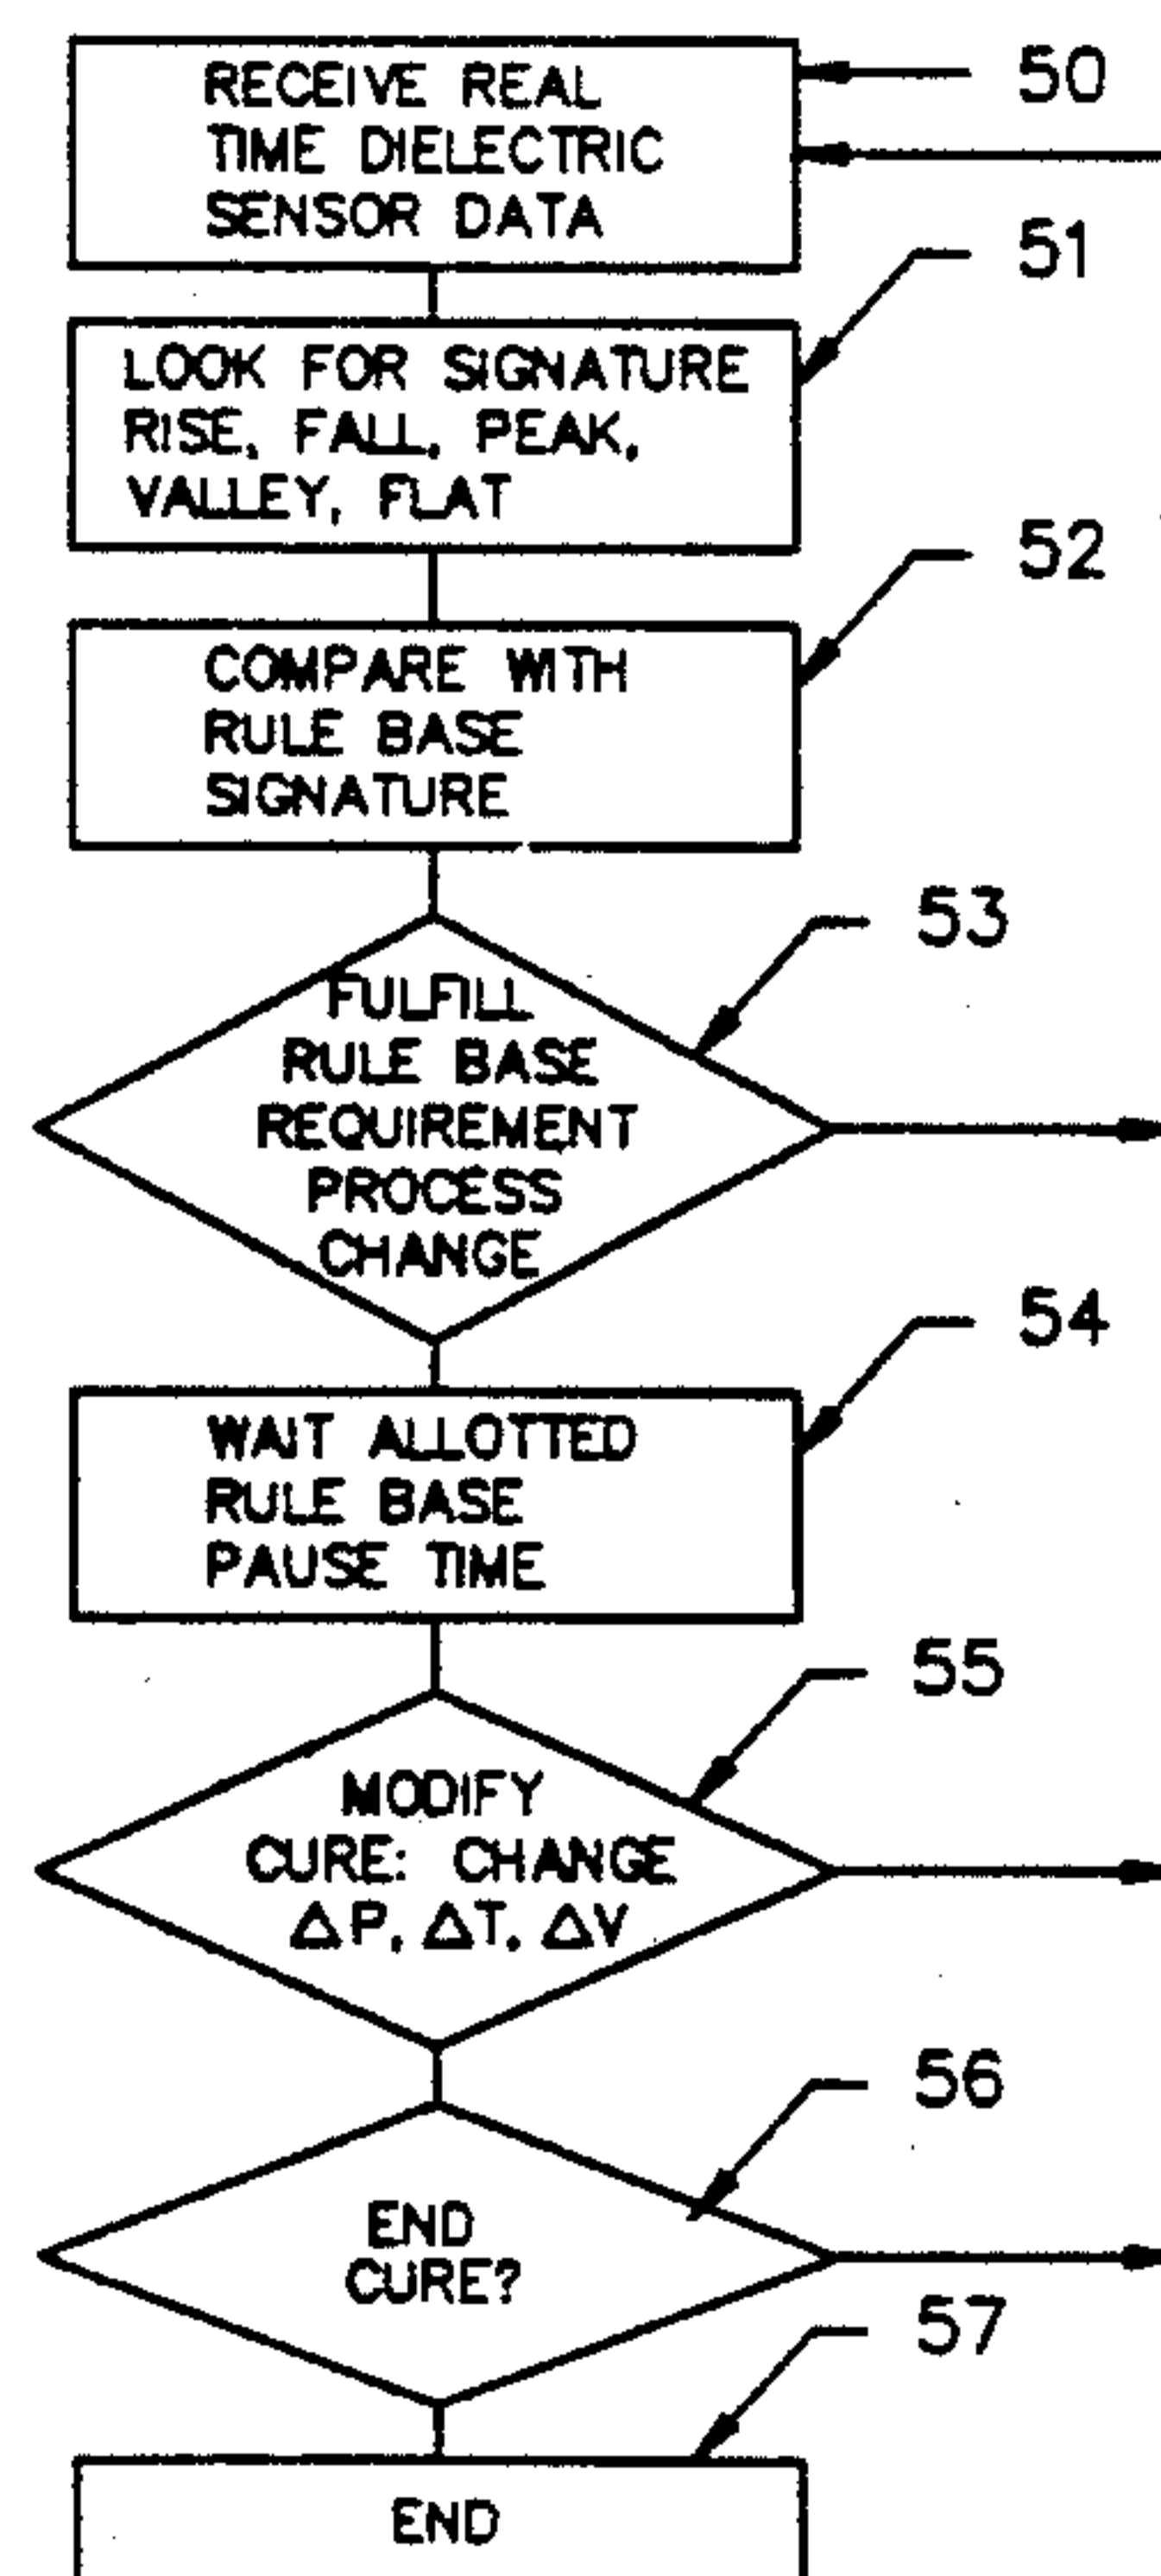 RECEIVE REAL
TIME DIELECTRIC
SENSOR DATA
50
LOOK FOR SIGNATURE
RISE, FALL, PEAK,
VALLEY, FLAT
51
COMPARE WITH
RULE BASE
SIGNATURE
52
FULFILL
RULE BASE
REQUIREMENT
PROCESS
CHANGE
53
WAIT ALLOTTED
RULE BASE
PAUSE TIME
54
MODIFY
CURE: CHANGE
ΔP, ΔT, ΔV
55
END
CURE?
56
END
57